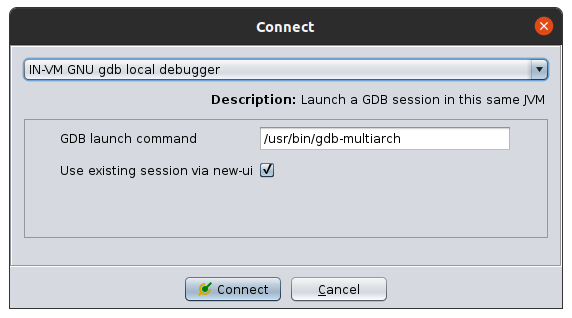 Connect
IN-VM GNU gdb local debugger
Description: Launch a GDB session in this same JVM
GDB launch command /usr/bin/gdb-multiarch
Use existing session via new-ui
Connect Cancel